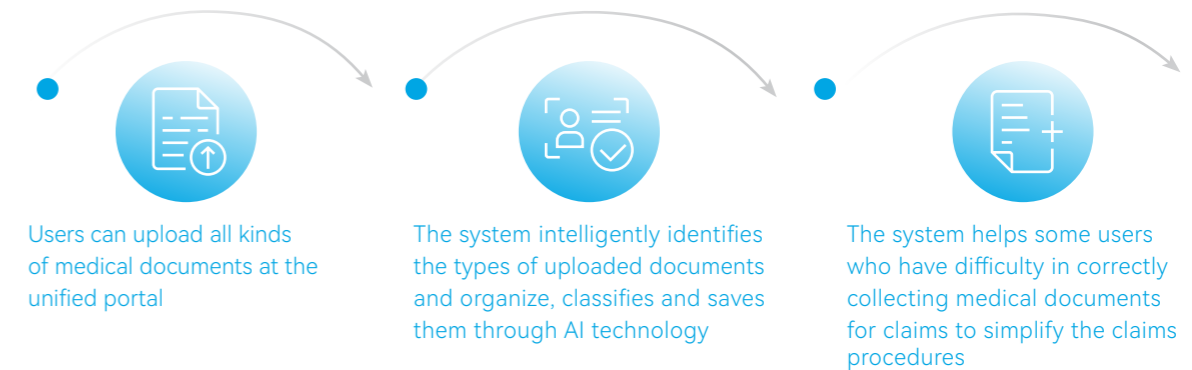 Users can upload all kinds
of medical documents at the
unified portal
The system intelligently identifies
the types of uploaded documents
and organize, classifies and saves
them through AI technology
The system helps some users
who have difficulty in correctly
collecting medical documents
for claims to simplify the claims
procedures